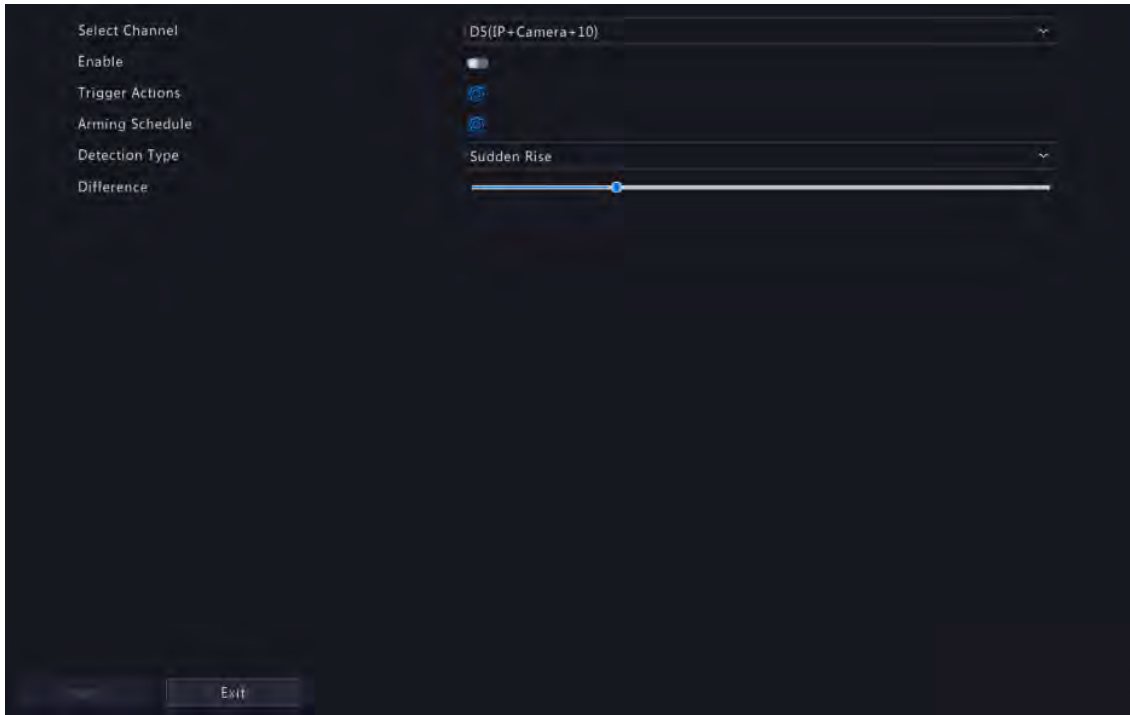 Select Channel D5(IP+Camera+10)
Enable
Trigger Actions
Arming Schedule
Detection Type Sudden Rise
Difference
Exit